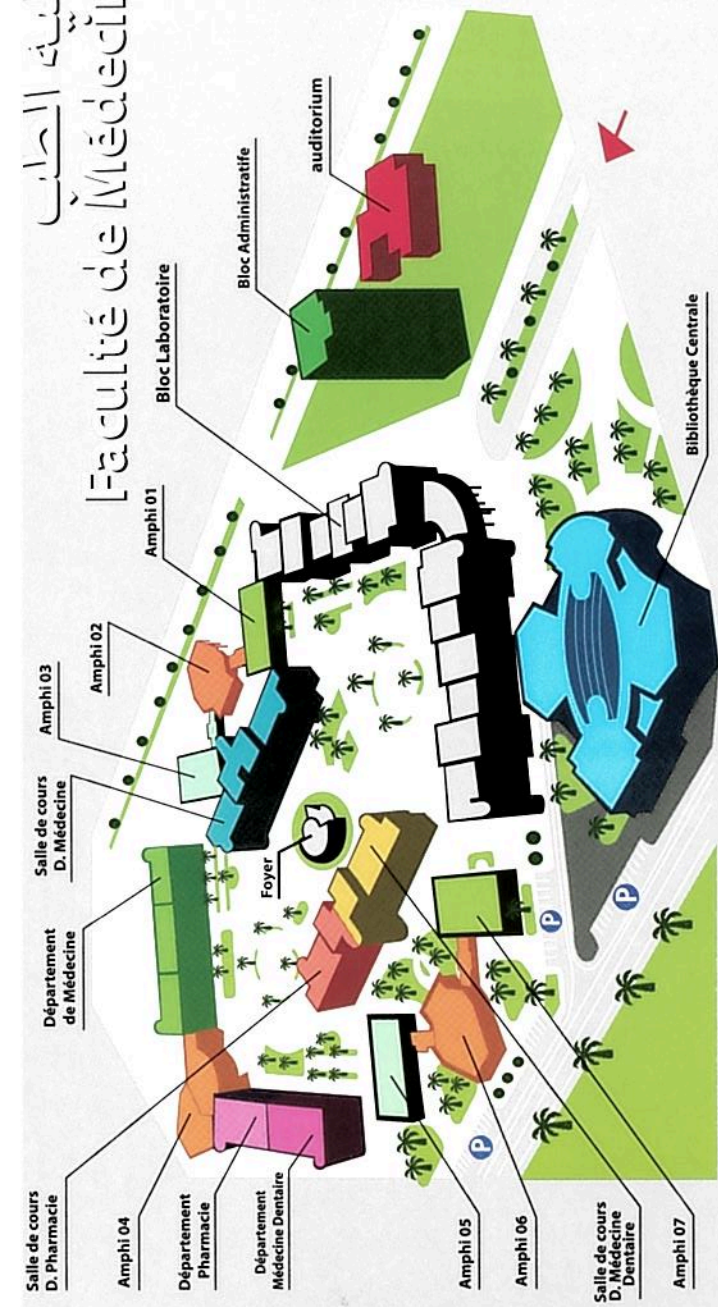 الطب
Faculté de Médecin
Salle de cours
D. Pharmacie
Département
de Médecine
Salle de cours
D. Médecine
Amphi 03
Amphi 02
Amphi 01
Bloc Laboratoire
Bloc Administratife
auditorium
Amphi 04
Département
Pharmacie
Département
Médecine Dentaire
Foyer
Amphi 05
Amphi 06
P
P
P
Salle de cours
D. Médecine
Dentaire
Amphi 07
Bibliothèque Centrale